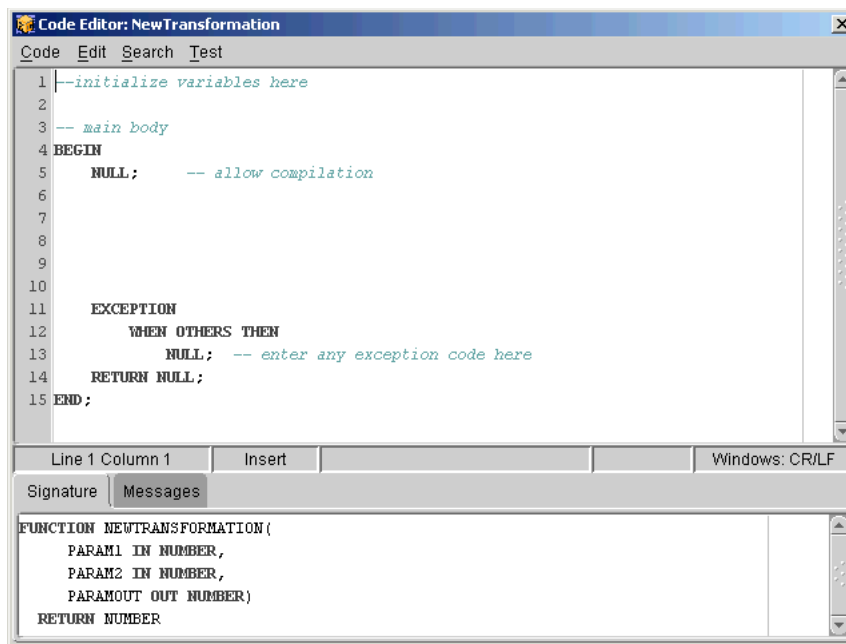 Code Editor: NewTransformation
Code Edit Search Test
1 --initialize variables here
2
3 -- main body
4 BEGIN
5 NULL; -- allow compilation
6
7
8
9
10
11 EXCEPTION
12 WHEN OTHERS THEN
13 NULL; -- enter any exception code here
14 RETURN NULL;
15 END;
Line 1 Column 1 Insert Windows: CR/LF
Signature Messages
FUNCTION NEWTRANSFORMATION(
PARAM1 IN NUMBER,
PARAM2 IN NUMBER,
PARAMOUT OUT NUMBER)
RETURN NUMBER